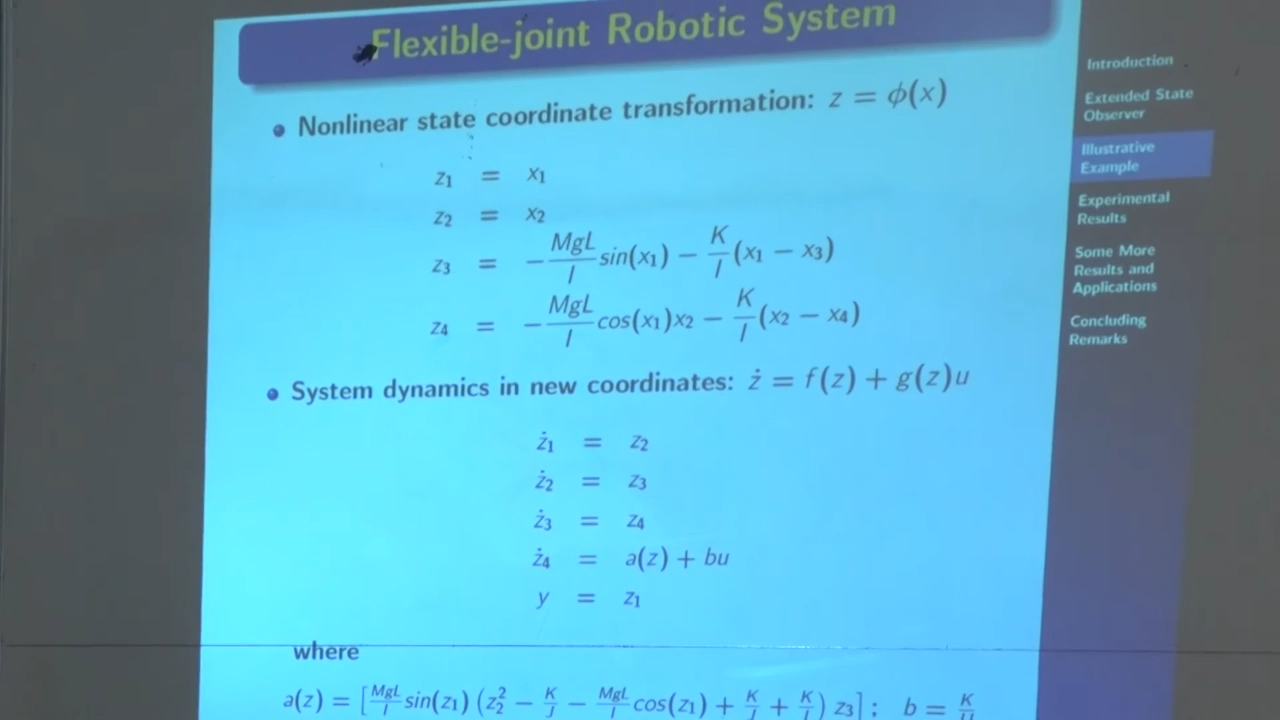 Flexible-joint Robotic System
• Nonlinear state coordinate transformation: z = ϕ(x)
z₁ = x₁
z₂ = x₂
z₃ = −MgL/I sin(x₁) − K/I (x₁ − x₃)
z₄ = −MgL/I cos(x₁)x₂ − K/I (x₂ − x₄)
• System dynamics in new coordinates: ż = f(z) + g(z)u
ż₁ = z₂
ż₂ = z₃
ż₃ = z₄
ż₄ = a(z) + bu
y = z₁
where
a(z) = [MgL/I sin(z₁) (z₂² − K/J − MgL/I cos(z₁) + K/J + K/I) z₃] ; b = K
Introduction
Extended State
Observer
Illustrative
Example
Experimental
Results
Some More
Results and
Applications
Concluding
Remarks